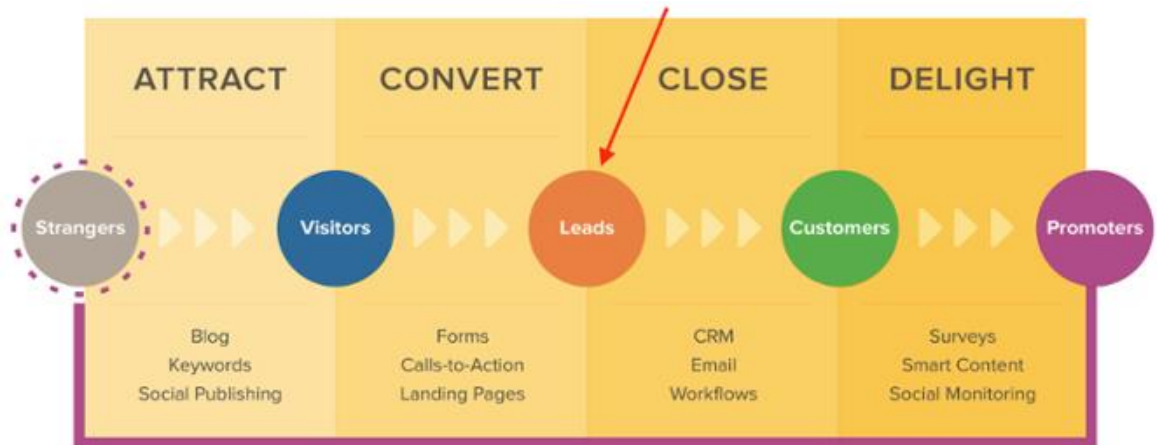 ATTRACT
CONVERT
CLOSE
DELIGHT
Strangers
Visitors
Leads
Customers
Promoters
Blog
Keywords
Social Publishing
Forms
Calls-to-Action
Landing Pages
CRM
Email
Workflows
Surveys
Smart Content
Social Monitoring